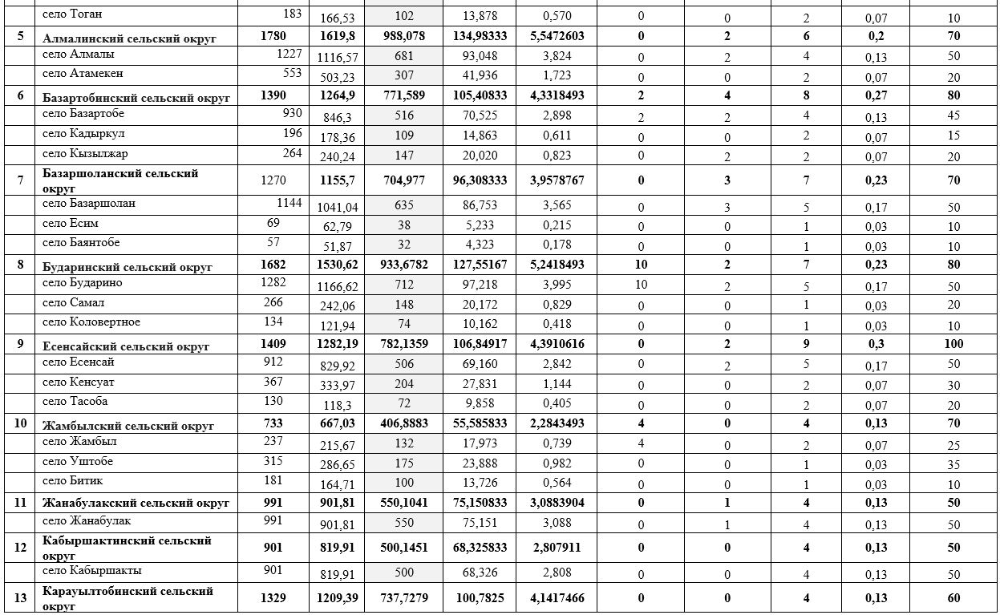 село Тоган 183 166,53 102 13,878 0,570 0 0 2 0,07 10
5 Алмалинский сельский округ 1780 1619,8 988,078 134,98333 5,5472603 0 2 6 0,2 70
село Алмалы 1227 1116,57 681 93,048 3,824 0 2 4 0,13 50
село Атамекен 553 503,23 307 41,936 1,723 0 0 2 0,07 20
6 Базартобинский сельский округ 1390 1264,9 771,589 105,40833 4,3318493 2 4 8 0,27 80
село Базартобе 930 846,3 516 70,525 2,898 2 2 4 0,13 45
село Кадыркул 196 178,36 109 14,863 0,611 0 0 2 0,07 15
село Кызылжар 264 240,24 147 20,020 0,823 0 2 2 0,07 20
7 Базаршоланский сельский
округ 1270 1155,7 704,977 96,308333 3,9578767 0 3 7 0,23 70
село Базаршолан 1144 1041,04 635 86,753 3,565 0 3 5 0,17 50
село Есим 69 62,79 38 5,233 0,215 0 0 1 0,03 10
село Баянтобе 57 51,87 32 4,323 0,178 0 0 1 0,03 10
8 Бударинский сельский округ 1682 1530,62 933,6782 127,55167 5,2418493 10 2 7 0,23 80
село Бударино 1282 1166,62 712 97,218 3,995 10 2 5 0,17 50
село Самал 266 242,06 148 20,172 0,829 0 0 1 0,03 20
село Коловертное 134 121,94 74 10,162 0,418 0 0 1 0,03 10
9 Есенсайский сельский округ 1409 1282,19 782,1359 106,84917 4,3910616 0 2 9 0,3 100
село Есенсай 912 829,92 506 69,160 2,842 0 2 5 0,17 50
село Кенсуат 367 333,97 204 27,831 1,144 0 0 2 0,07 30
село Тасоба 130 118,3 72 9,858 0,405 0 0 2 0,07 20
10 Жамбылский сельский округ 733 667,03 406,8883 55,585833 2,2843493 4 0 4 0,13 70
село Жамбыл 237 215,67 132 17,973 0,739 4 0 2 0,07 25
село Уштобе 315 286,65 175 23,888 0,982 0 0 1 0,03 35
село Битик 181 164,71 100 13,726 0,564 0 0 1 0,03 10
11 Жанабулакский сельский округ 991 901,81 550,1041 75,150833 3,0883904 0 1 4 0,13 50
село Жанабулак 991 901,81 550 75,151 3,088 0 1 4 0,13 50
12 Кабыршактинский сельский
округ 901 819,91 500,1451 68,325833 2,807911 0 0 4 0,13 50
село Кабыршакты 901 819,91 500 68,326 2,808 0 0 4 0,13 50
13 Карауылтобинский сельский
округ 1329 1209,39 737,7279 100,7825 4,1417466 0 0 4 0,13 60